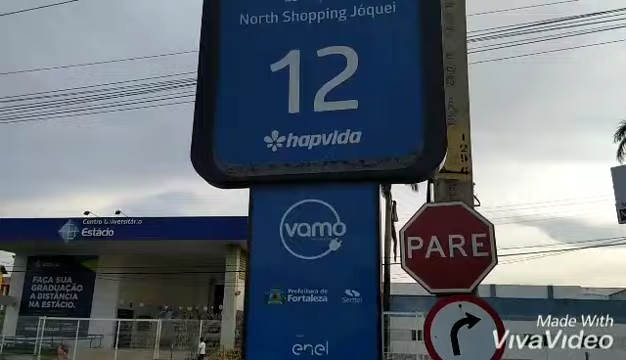 North Shopping Jóquei
12
hapvida
vamo
Prefeitura de
Fortaleza
Serttel
enel
Centro Universitário
Estácio
FAÇA SUA
GRADUAÇÃO
A DISTÂNCIA
NA ESTÁCIO.
PARE
Made With
VivaVideo